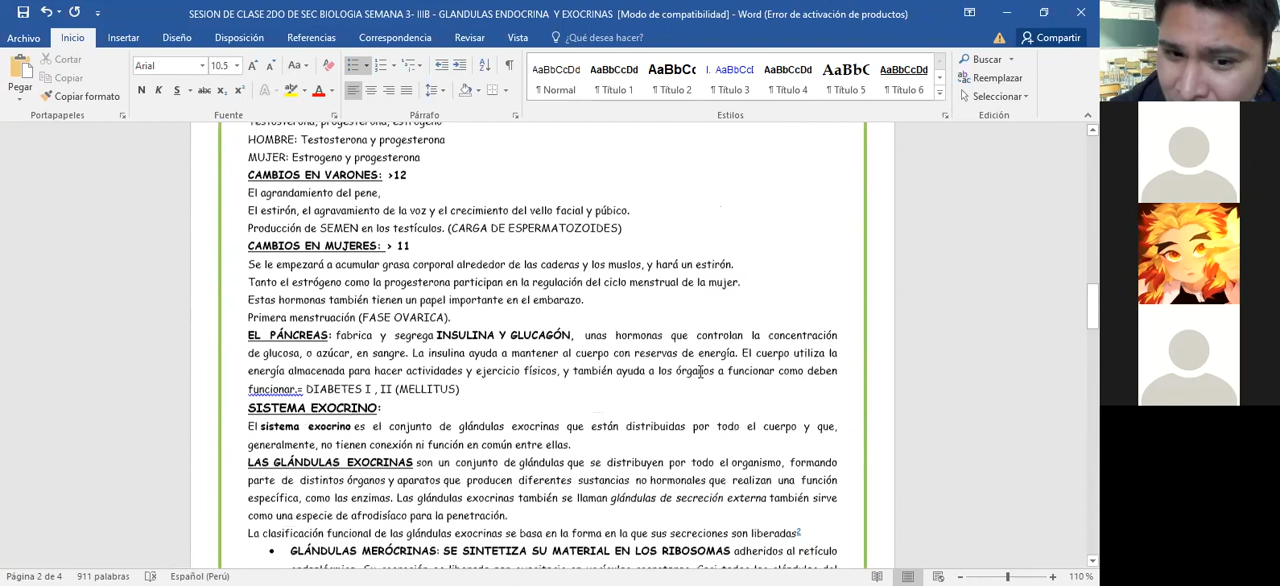 SESION DE CLASE 2DO DE SEC BIOLOGIA SEMANA 3- IIIB - GLANDULAS ENDOCRINA Y EXOCRINAS [Modo de compatibilidad] - Word (Error de activación de productos)
Archivo Inicio Insertar Diseño Disposición Referencias Correspondencia Revisar Vista ¿Qué desea hacer? Compartir
Pegar Cortar Copiar Copiar formato
Arial 10.5
N K S abc x₂ x²
AaBbCcDd AaBbCcDd AaBbCc I. AaBbCcI AaBbCcDd AaBbC AaBbCcDd
¶ Normal ¶ Título 1 ¶ Título 2 ¶ Título 3 ¶ Título 4 ¶ Título 5 ¶ Título 6
Buscar
Reemplazar
Seleccionar
Portapapeles Fuente Párrafo Estilos Edición
Testosterona, progesterona, estrogeno
HOMBRE: Testosterona y progesterona
MUJER: Estrogeno y progesterona
CAMBIOS EN VARONES: >12
El agrandamiento del pene,
El estirón, el agravamiento de la voz y el crecimiento del vello facial y púbico.
Producción de SEMEN en los testículos. (CARGA DE ESPERMATOZOIDES)
CAMBIOS EN MUJERES: > 11
Se le empezará a acumular grasa corporal alrededor de las caderas y los muslos, y hará un estirón.
Tanto el estrógeno como la progesterona participan en la regulación del ciclo menstrual de la mujer.
Estas hormonas también tienen un papel importante en el embarazo.
Primera menstruación (FASE OVARICA).
EL PÁNCREAS: fabrica y segrega INSULINA Y GLUCAGÓN, unas hormonas que controlan la concentración
de glucosa, o azúcar, en sangre. La insulina ayuda a mantener al cuerpo con reservas de energía. El cuerpo utiliza la
energía almacenada para hacer actividades y ejercicio físicos, y también ayuda a los órganos a funcionar como deben
funcionar.= DIABETES I , II (MELLITUS)
SISTEMA EXOCRINO:
El sistema exocrino es el conjunto de glándulas exocrinas que están distribuidas por todo el cuerpo y que,
generalmente, no tienen conexión ni función en común entre ellas.
LAS GLÁNDULAS EXOCRINAS son un conjunto de glándulas que se distribuyen por todo el organismo, formando
parte de distintos órganos y aparatos que producen diferentes sustancias no hormonales que realizan una función
específica, como las enzimas. Las glándulas exocrinas también se llaman glándulas de secreción externa también sirve
como una especie de afrodisíaco para la penetración.
La clasificación funcional de las glándulas exocrinas se basa en la forma en la que sus secreciones son liberadas2
• GLÁNDULAS MERÓCRINAS: SE SINTETIZA SU MATERIAL EN LOS RIBOSOMAS adheridos al retículo
Página 2 de 4 911 palabras Español (Perú) 110 %